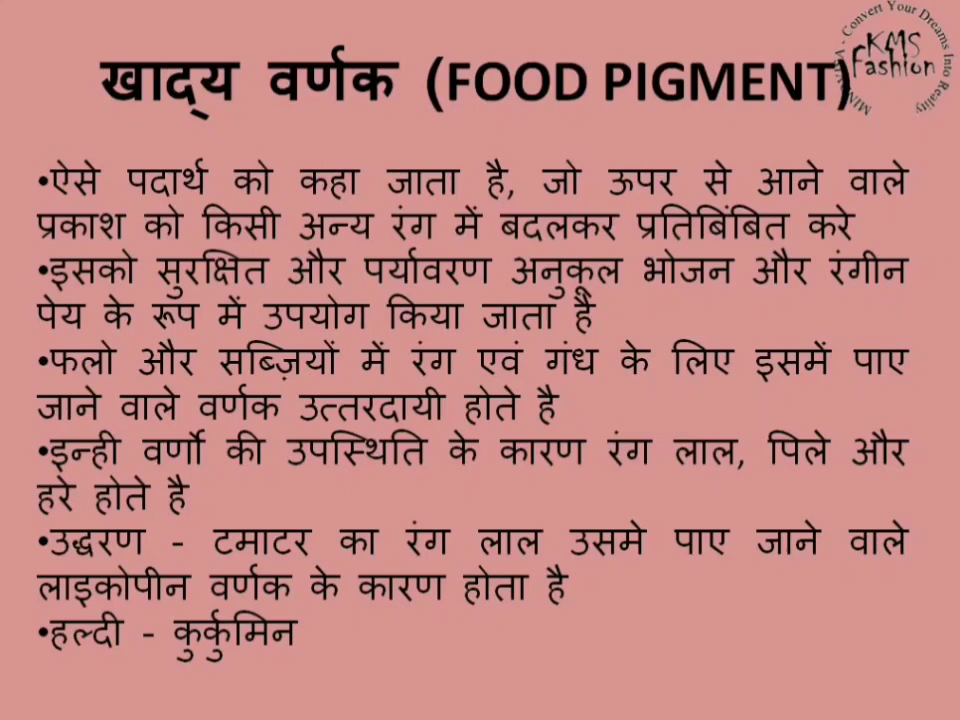 खाद्य वर्णक (FOOD PIGMENT)
MINAKHA - Convert Your Dreams Into Reality
KMS
Fashion
•ऐसे पदार्थ को कहा जाता है, जो ऊपर से आने वाले
प्रकाश को किसी अन्य रंग में बदलकर प्रतिबिंबित करे
•इसको सुरक्षित और पर्यावरण अनुकूल भोजन और रंगीन
पेय के रूप में उपयोग किया जाता है
•फलो और सब्ज़ियों में रंग एवं गंध के लिए इसमें पाए
जाने वाले वर्णक उत्तरदायी होते है
•इन्ही वर्णो की उपस्थिति के कारण रंग लाल, पिले और
हरे होते है
•उद्धरण - टमाटर का रंग लाल उसमे पाए जाने वाले
लाइकोपीन वर्णक के कारण होता है
•हल्दी - कुर्कुमिन